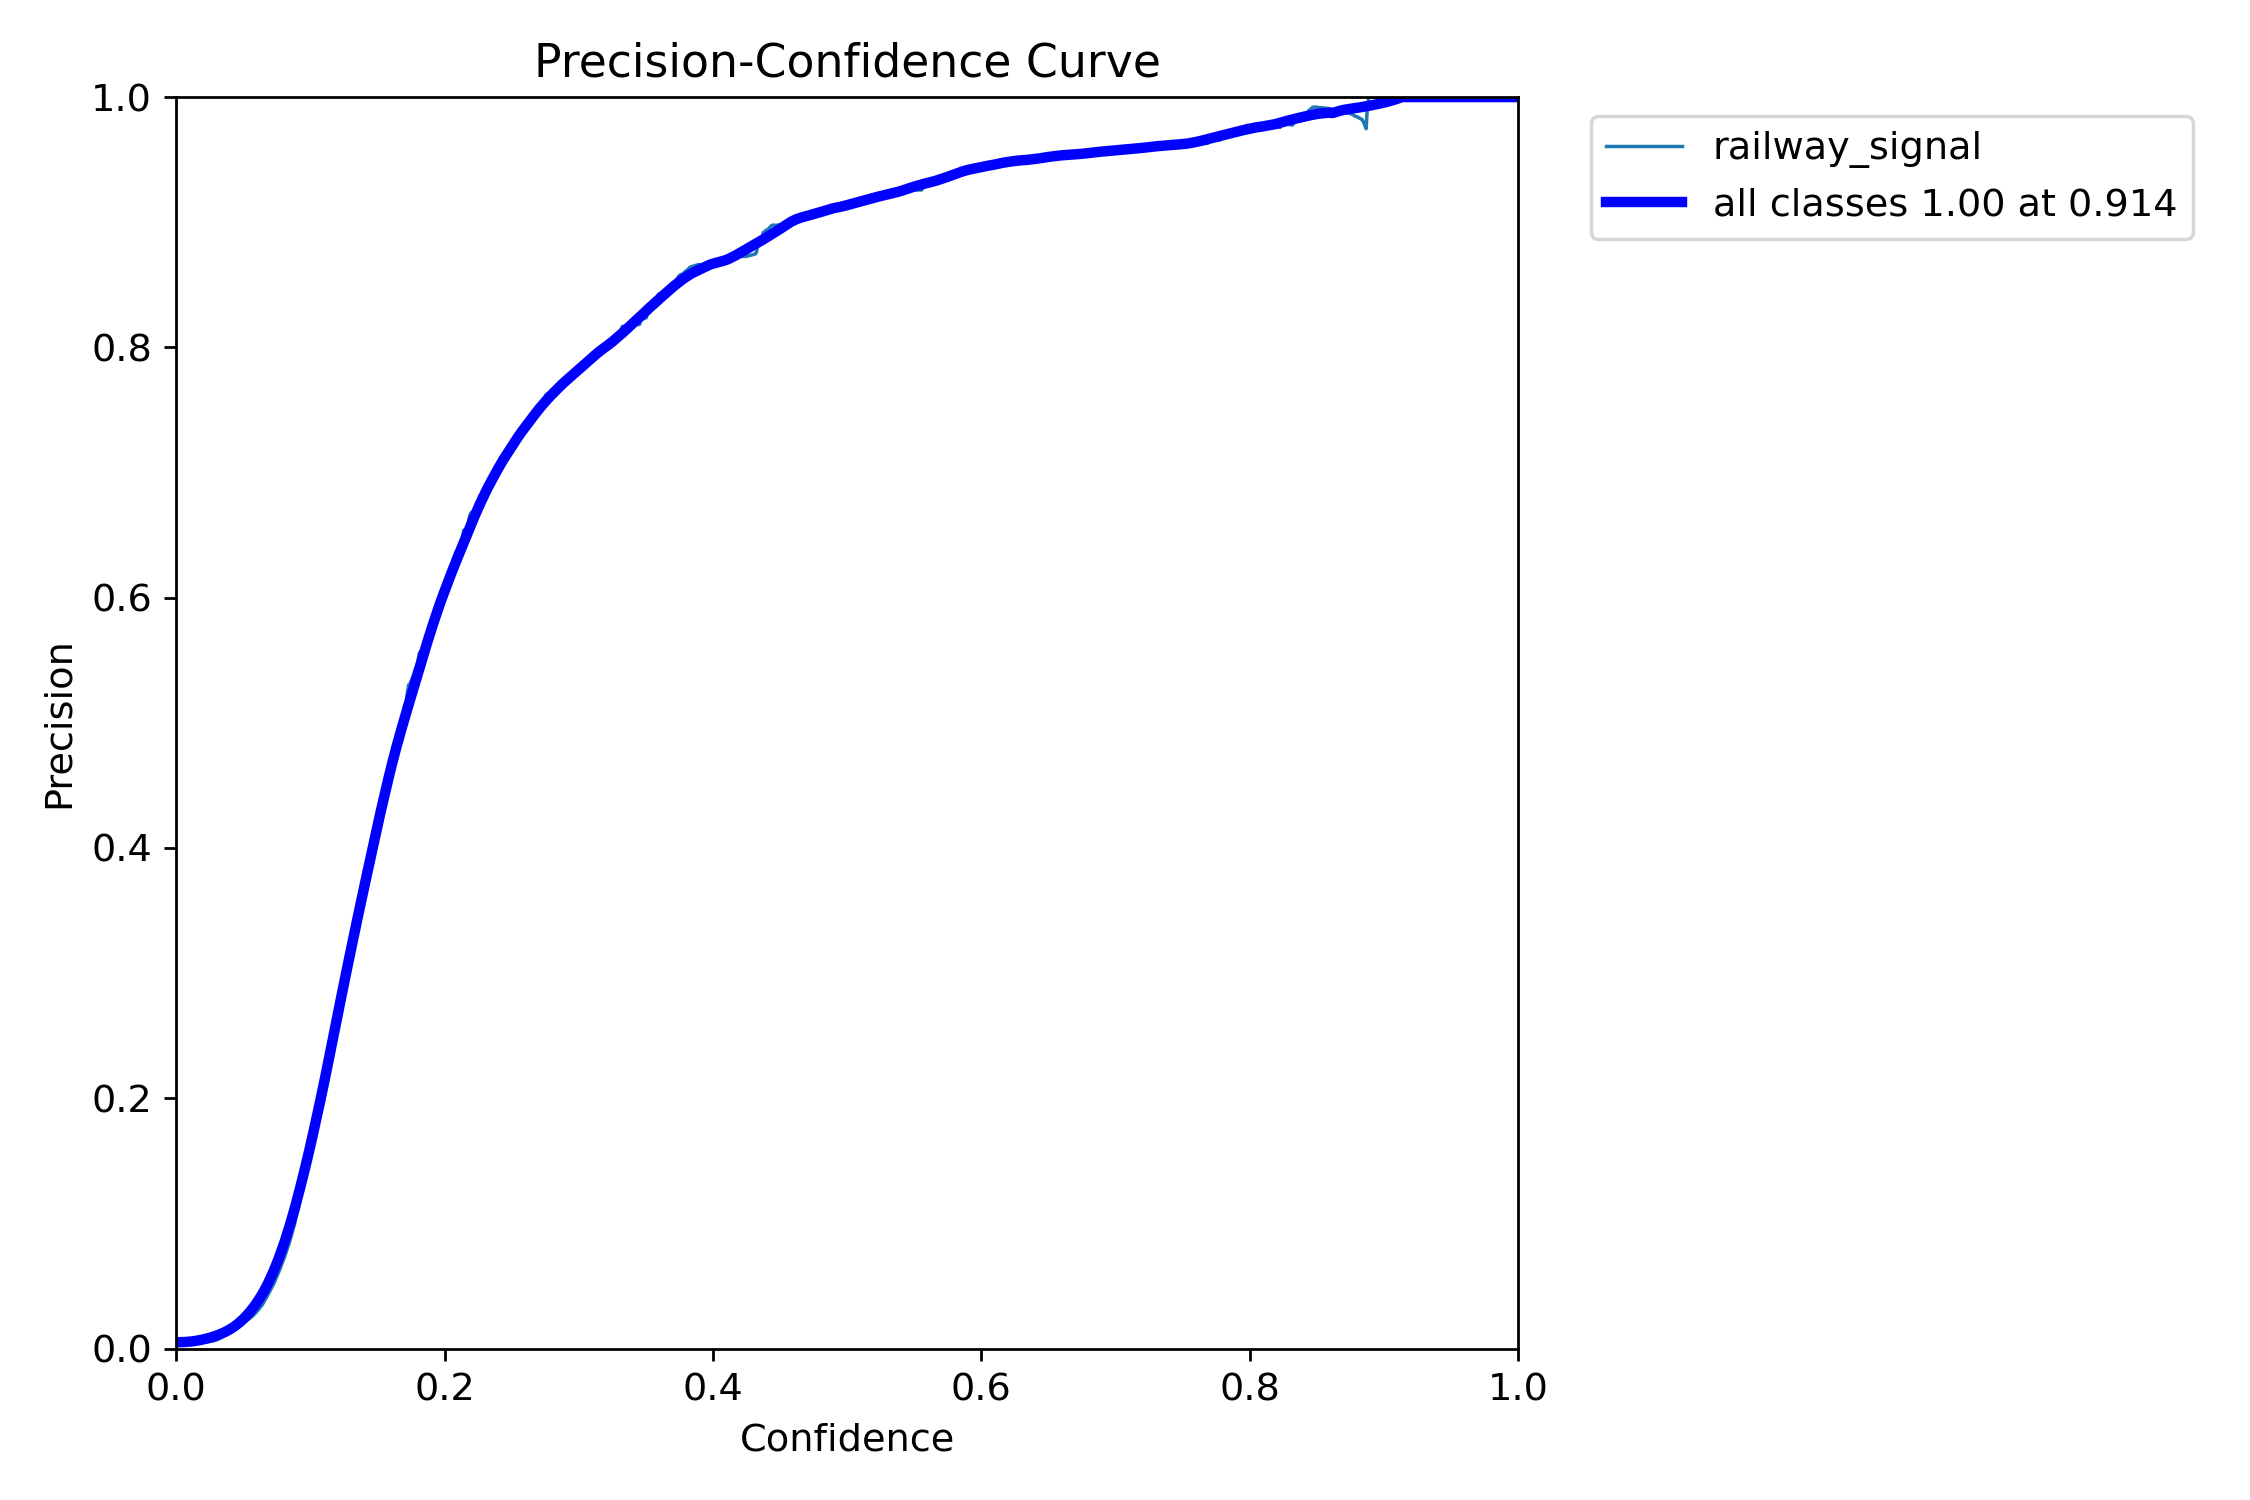 Precision-Confidence Curve
1.0
0.8
0.6
0.4
0.2
0.0
Precision
0.0 0.2 0.4 0.6 0.8 1.0
Confidence
railway_signal
all classes 1.00 at 0.914